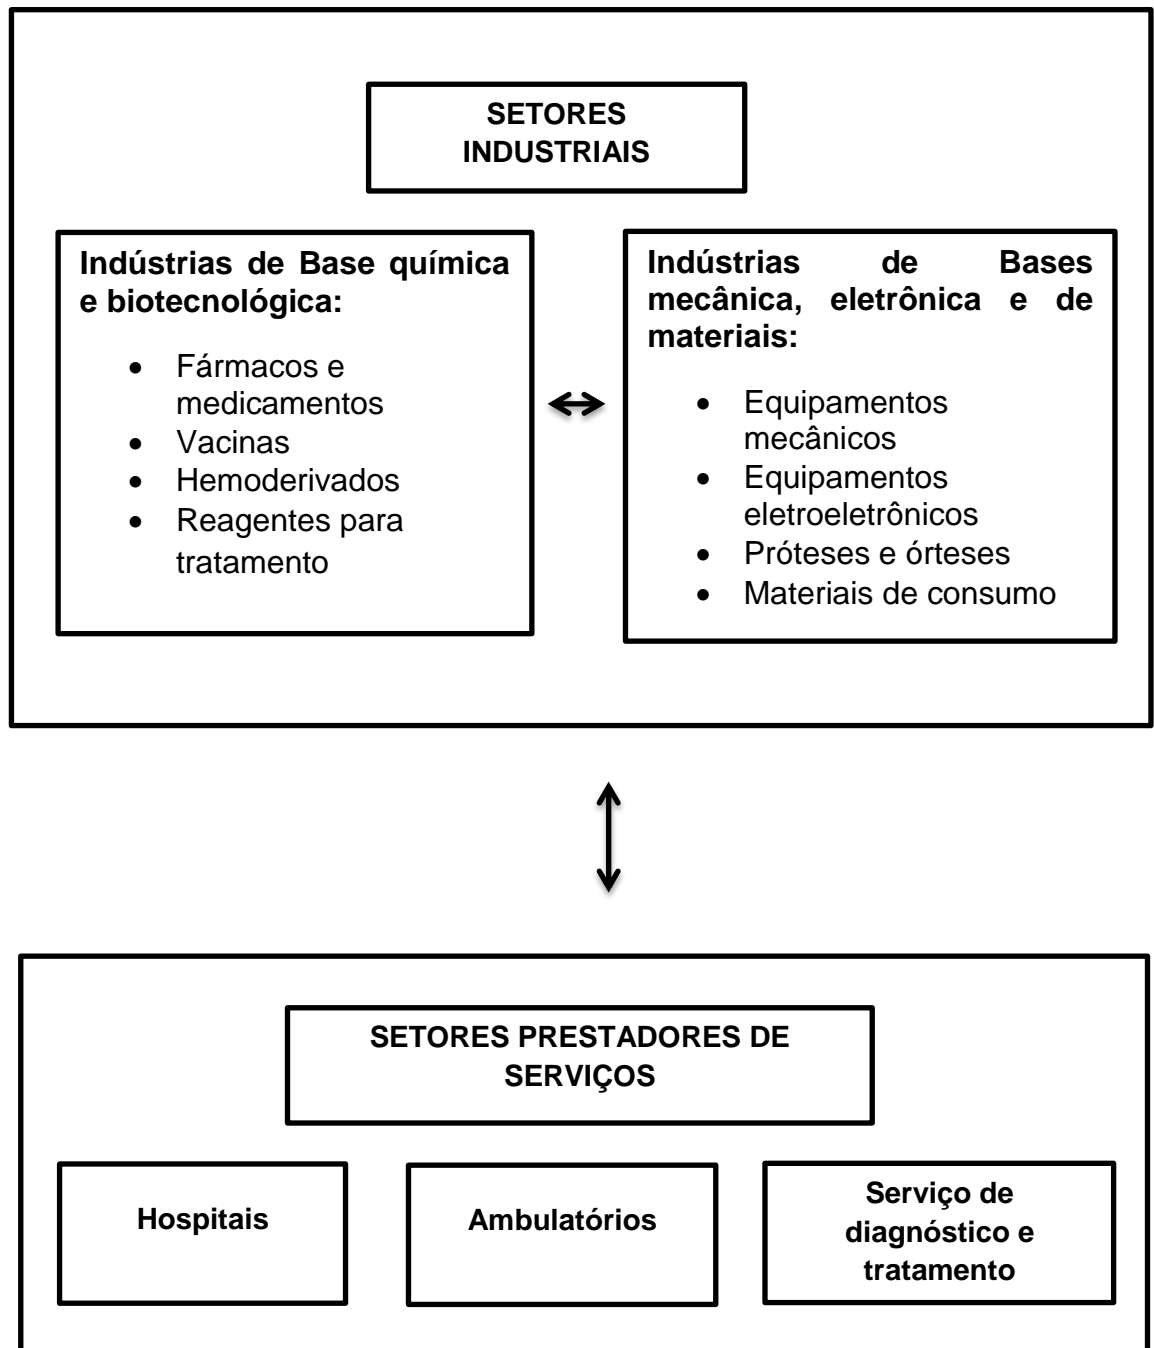 SETORES
INDUSTRIAIS
Indústrias de Base química
e biotecnológica:
• Fármacos e
medicamentos
• Vacinas
• Hemoderivados
• Reagentes para
tratamento
Indústrias de Bases
mecânica, eletrônica e de
materiais:
• Equipamentos
mecânicos
• Equipamentos
eletroeletrônicos
• Próteses e órteses
• Materiais de consumo
SETORES PRESTADORES DE
SERVIÇOS
Hospitais
Ambulatórios
Serviço de
diagnóstico e
tratamento